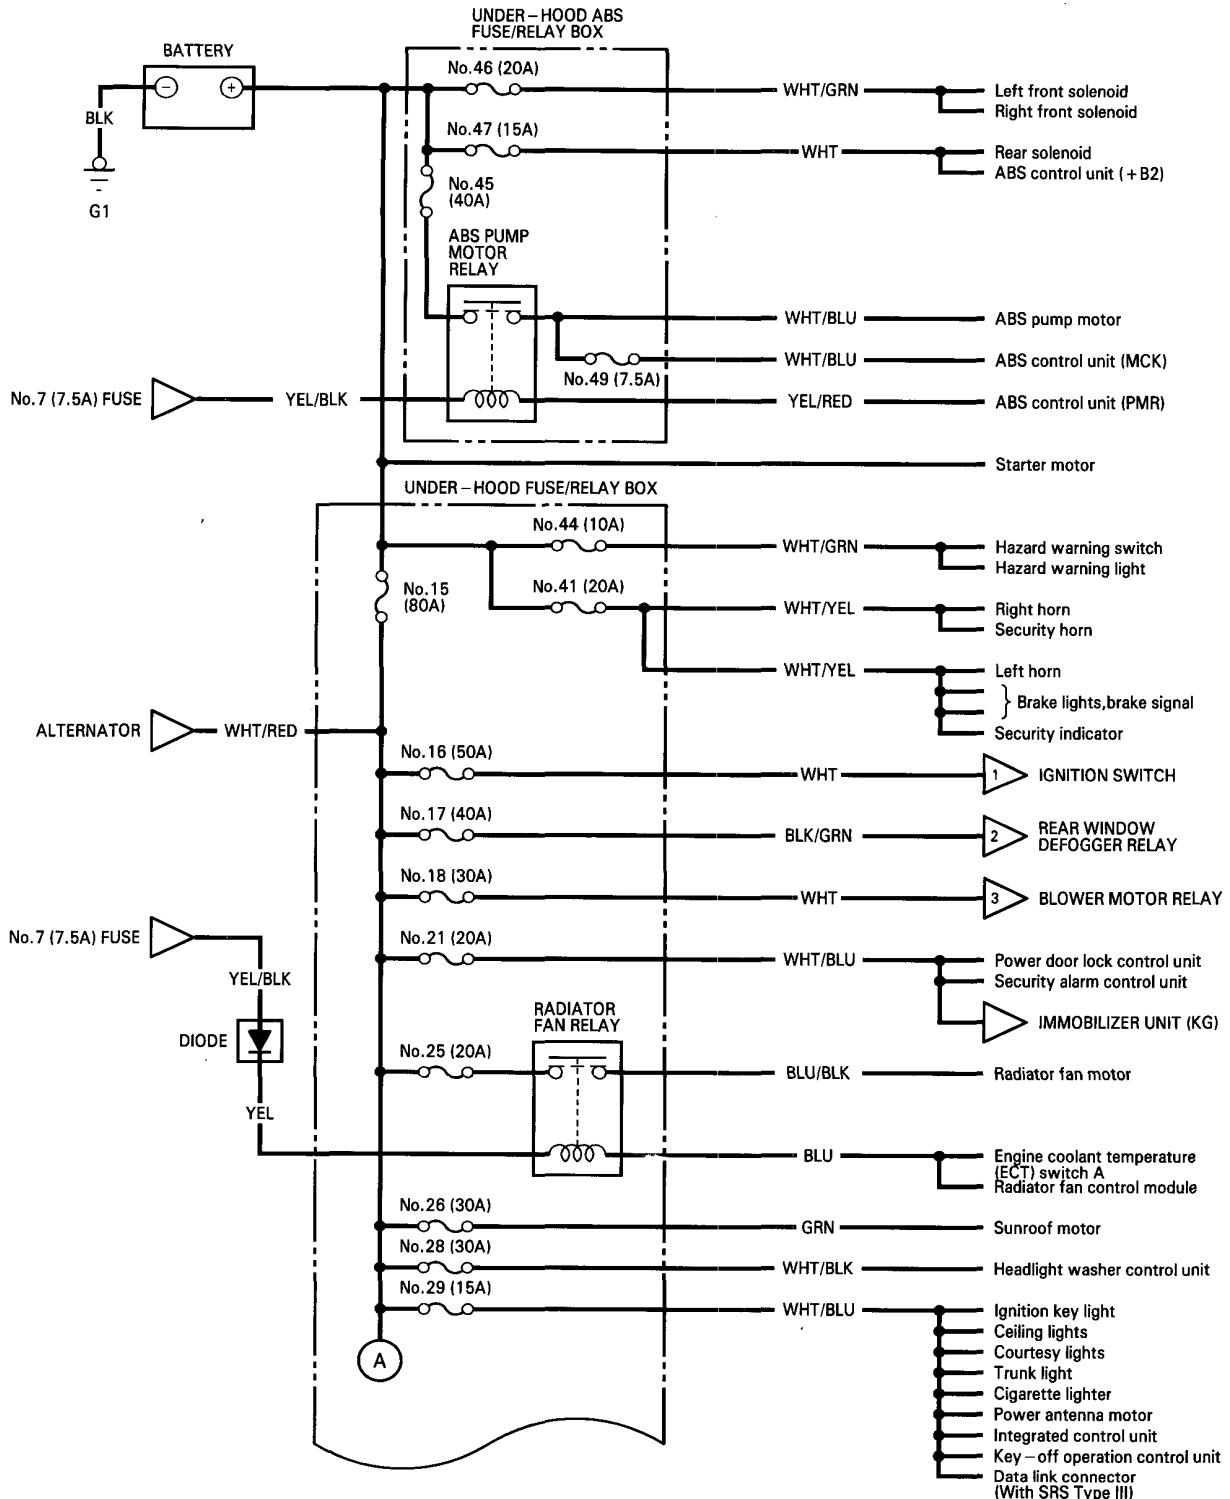 UNDER-HOOD ABS
FUSE/RELAY BOX
BATTERY
No.46 (20A)
− +
WHT/GRN
Left front solenoid
Right front solenoid
BLK
No.47 (15A)
WHT
Rear solenoid
ABS control unit (+B2)
No.45
(40A)
G1
ABS PUMP
MOTOR
RELAY
WHT/BLU
ABS pump motor
WHT/BLU
ABS control unit (MCK)
No.49 (7.5A)
No.7 (7.5A) FUSE
YEL/BLK
YEL/RED
ABS control unit (PMR)
Starter motor
UNDER-HOOD FUSE/RELAY BOX
No.44 (10A)
WHT/GRN
Hazard warning switch
Hazard warning light
No.15
(80A)
No.41 (20A)
WHT/YEL
Right horn
Security horn
WHT/YEL
Left horn
Brake lights,brake signal
Security indicator
ALTERNATOR
WHT/RED
No.16 (50A)
WHT
1
IGNITION SWITCH
No.17 (40A)
BLK/GRN
2
REAR WINDOW
DEFOGGER RELAY
No.18 (30A)
WHT
3
BLOWER MOTOR RELAY
No.7 (7.5A) FUSE
No.21 (20A)
WHT/BLU
Power door lock control unit
Security alarm control unit
IMMOBILIZER UNIT (KG)
YEL/BLK
DIODE
RADIATOR
FAN RELAY
No.25 (20A)
BLU/BLK
Radiator fan motor
YEL
BLU
Engine coolant temperature
(ECT) switch A
Radiator fan control module
No.26 (30A)
GRN
Sunroof motor
No.28 (30A)
WHT/BLK
Headlight washer control unit
No.29 (15A)
WHT/BLU
Ignition key light
Ceiling lights
Courtesy lights
Trunk light
Cigarette lighter
Power antenna motor
Integrated control unit
Key-off operation control unit
Data link connector
(With SRS Type III)
A